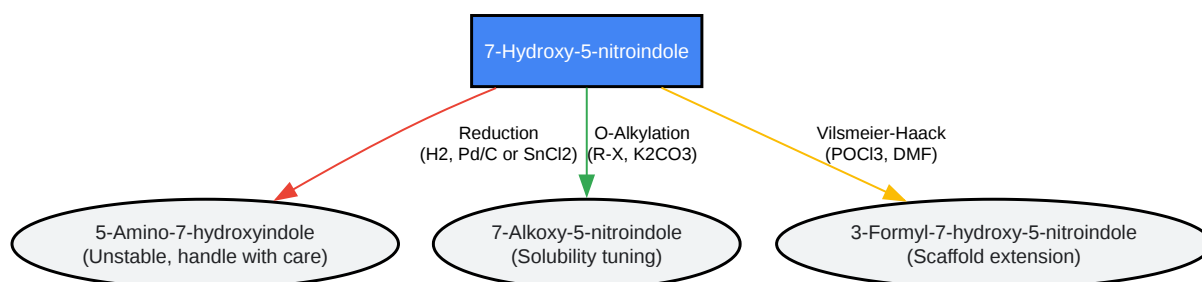 7-Hydroxy-5-nitroindole
Reduction
(H2, Pd/C or SnCl2)
O-Alkylation
(R-X, K2CO3)
Vilsmeier-Haack
(POCl3, DMF)
5-Amino-7-hydroxyindole
(Unstable, handle with care)
7-Alkoxy-5-nitroindole
(Solubility tuning)
3-Formyl-7-hydroxy-5-nitroindole
(Scaffold extension)